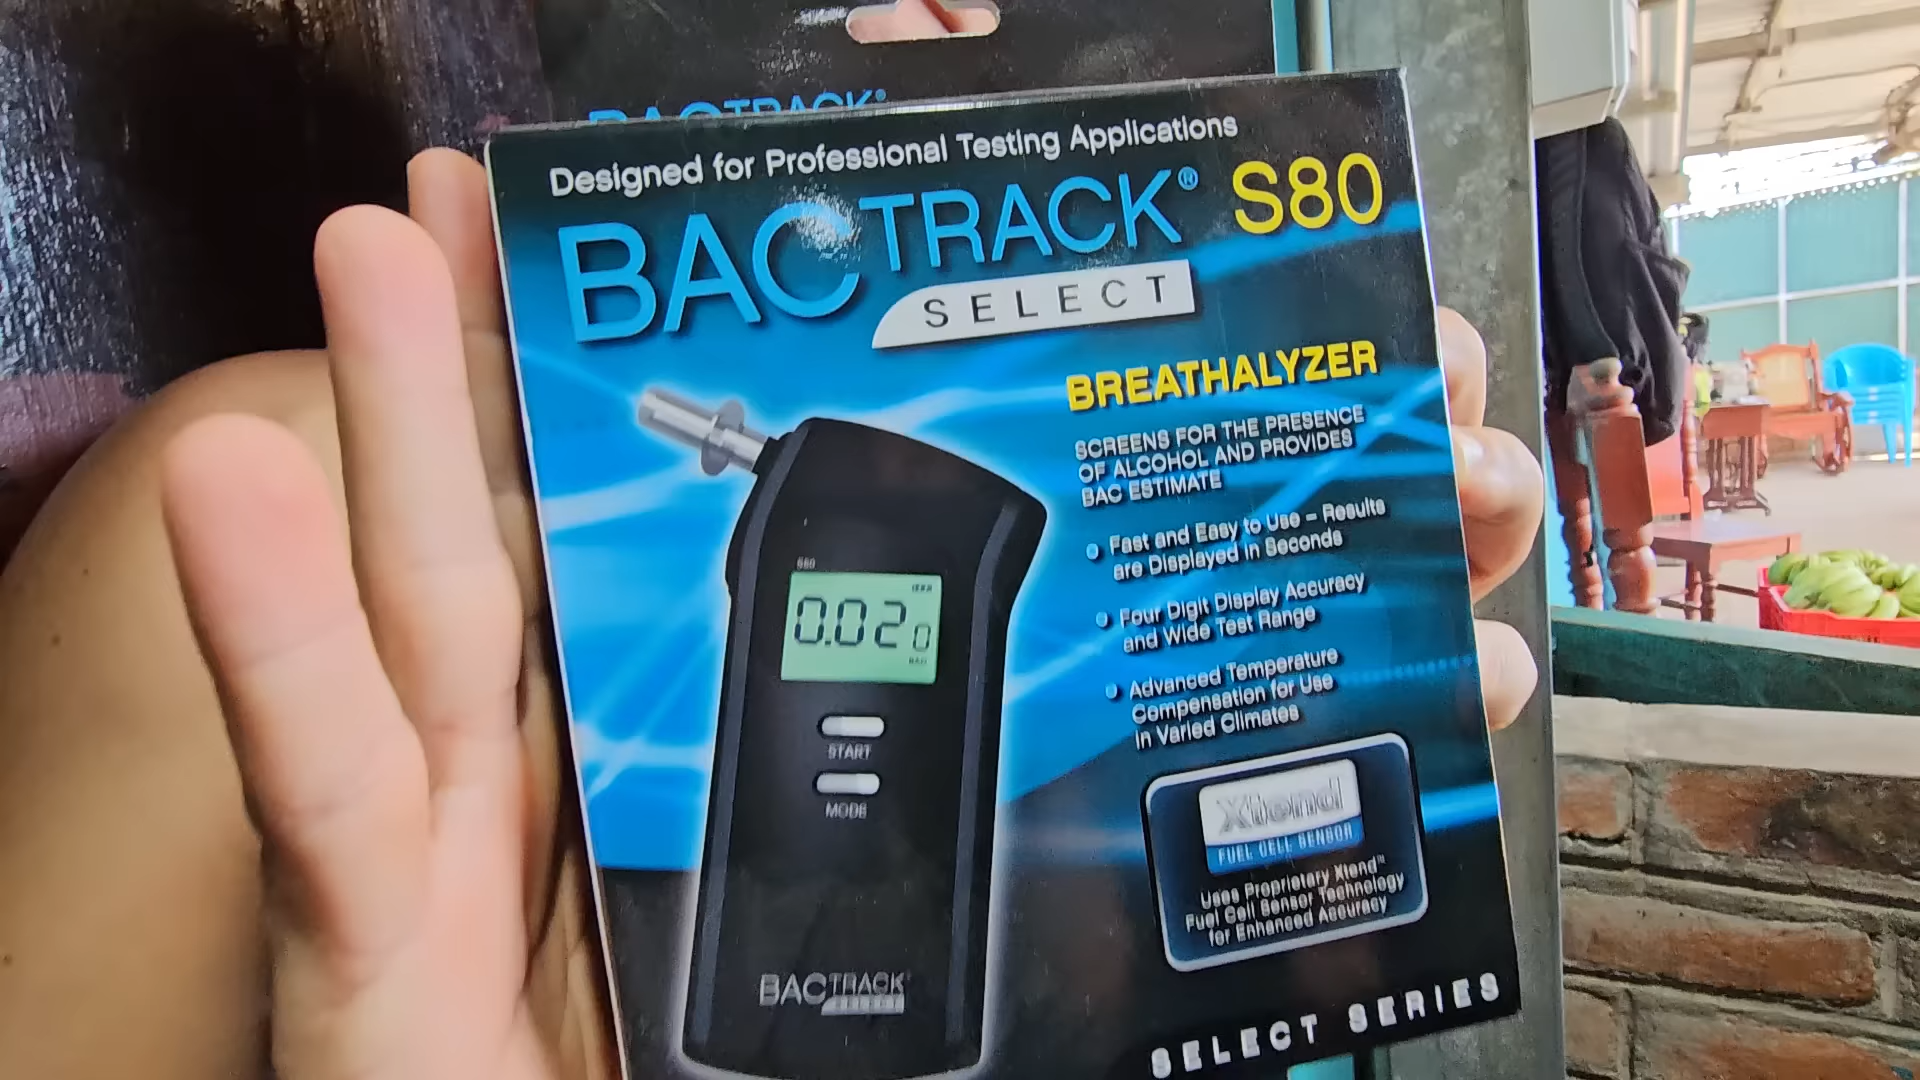 BACTRACK®
Designed for Professional Testing Applications
BACTRACK® S80
SELECT
BREATHALYZER
SCREENS FOR THE PRESENCE
OF ALCOHOL AND PROVIDES
BAC ESTIMATE
Fast and Easy to Use – Results
are Displayed in Seconds
Four Digit Display Accuracy
and Wide Test Range
Advanced Temperature
Compensation for Use
in Varied Climates
S80
0.020
START
MODE
Xtend
FUEL CELL SENSOR
Uses Proprietary Xtend™
Fuel Cell Sensor Technology
for Enhanced Accuracy
BACTRACK
SELECT
SELECT SERIES